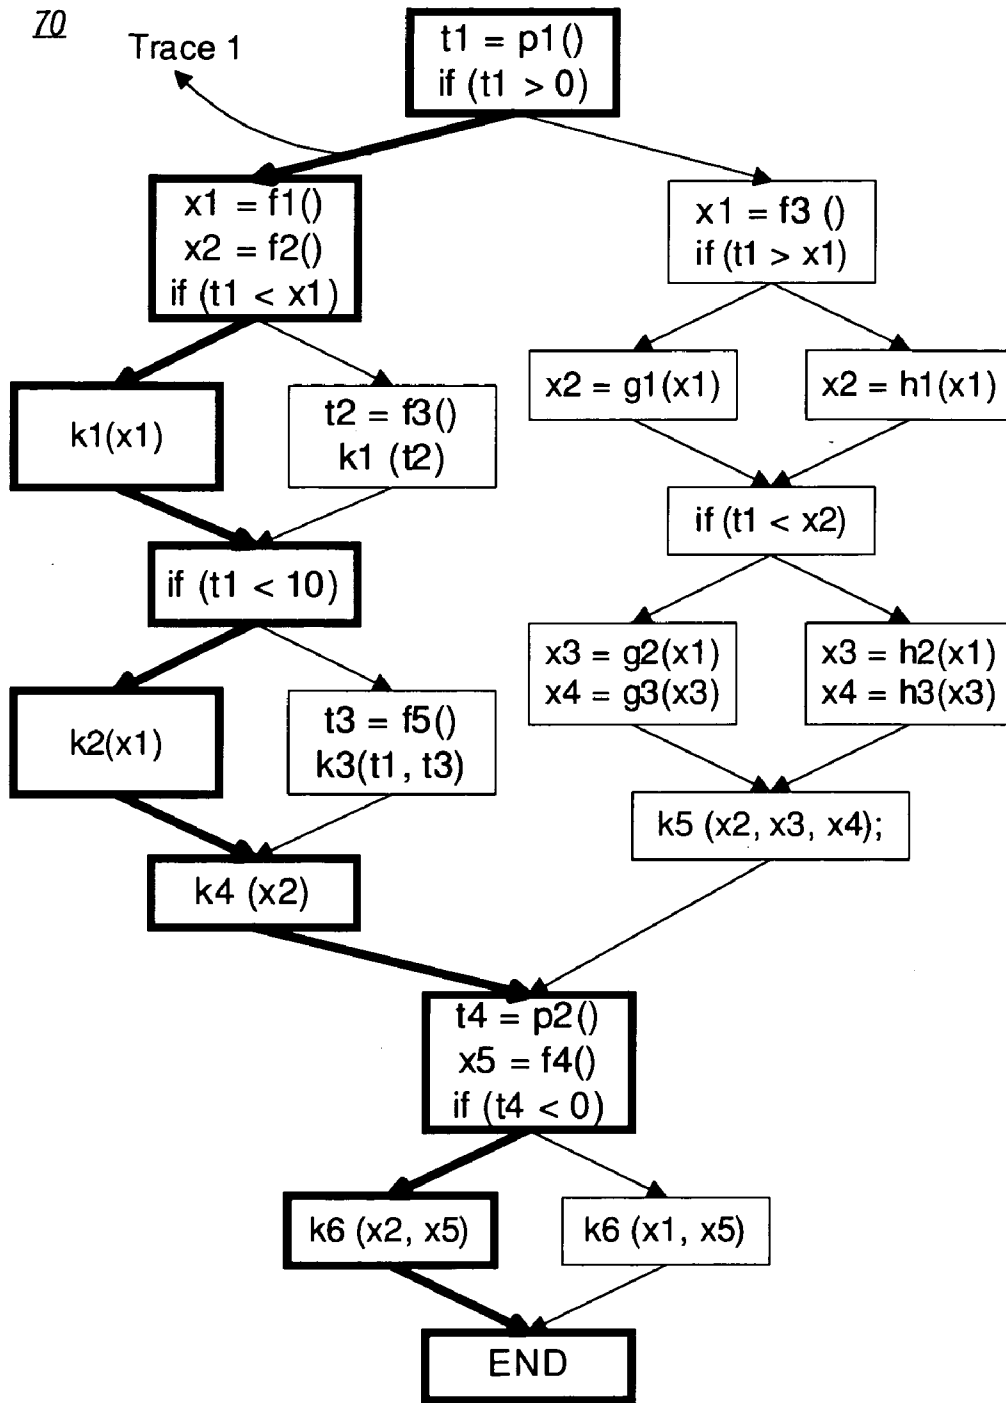 70
Trace 1
t1 = p1()
if (t1 > 0)
x1 = f1()
x2 = f2()
if (t1 < x1)
x1 = f3 ()
if (t1 > x1)
k1(x1)
t2 = f3()
k1 (t2)
x2 = g1(x1)
x2 = h1(x1)
if (t1 < x2)
if (t1 < 10)
k2(x1)
t3 = f5()
k3(t1, t3)
x3 = g2(x1)
x4 = g3(x3)
x3 = h2(x1)
x4 = h3(x3)
k5 (x2, x3, x4);
k4 (x2)
t4 = p2()
x5 = f4()
if (t4 < 0)
k6 (x2, x5)
k6 (x1, x5)
END